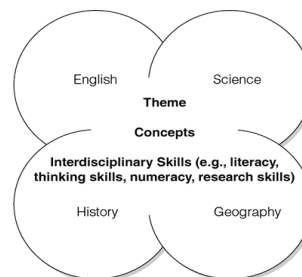 English Science
Theme
Concepts
Interdisciplinary Skills (e.g., literacy,
thinking skills, numeracy, research skills)
History Geography